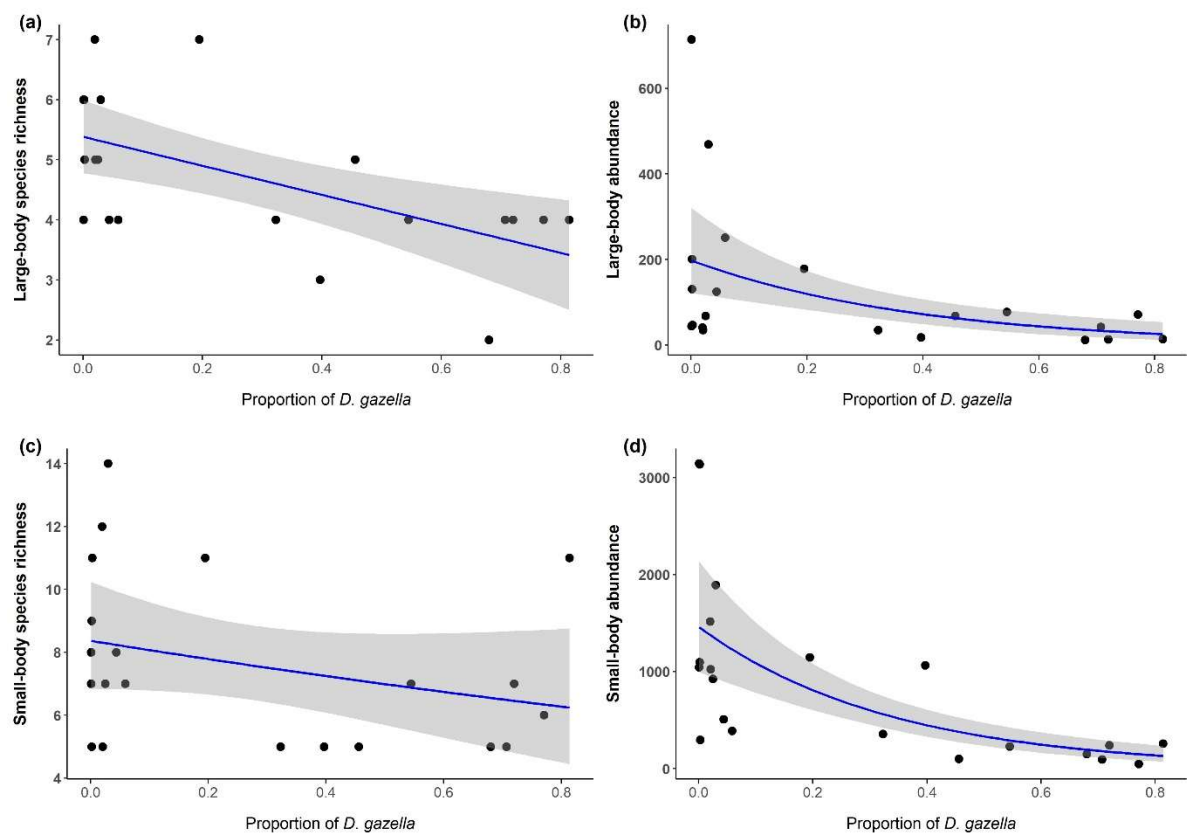 (a)
Large-body species richness
7
6
5
4
3
2
0.0 0.2 0.4 0.6 0.8
Proportion of D. gazella
(b)
Large-body abundance
600
400
200
0
0.0 0.2 0.4 0.6 0.8
Proportion of D. gazella
(c)
Small-body species richness
14
12
10
8
6
4
0.0 0.2 0.4 0.6 0.8
Proportion of D. gazella
(d)
Small-body abundance
3000
2000
1000
0
0.0 0.2 0.4 0.6 0.8
Proportion of D. gazella